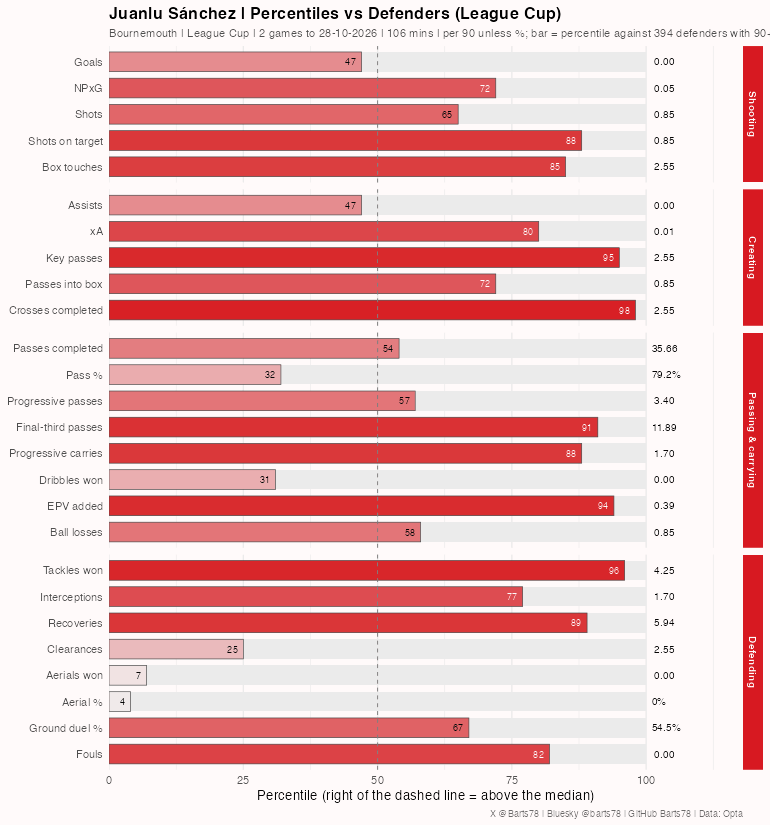 Juanlu Sánchez | Percentiles vs Defenders (League Cup)
Bournemouth | League Cup | 2 games to 28-10-2026 | 106 mins | per 90 unless %; bar = percentile against 394 defenders with 90-
Goals 47 0.00
NPxG 72 0.05
Shots 65 0.85
Shots on target 88 0.85
Box touches 85 2.55
Shooting
Assists 47 0.00
xA 80 0.01
Key passes 95 2.55
Passes into box 72 0.85
Crosses completed 98 2.55
Creating
Passes completed 54 35.66
Pass % 32 79.2%
Progressive passes 57 3.40
Final-third passes 91 11.89
Progressive carries 88 1.70
Dribbles won 31 0.00
EPV added 94 0.39
Ball losses 58 0.85
Passing & carrying
Tackles won 96 4.25
Interceptions 77 1.70
Recoveries 89 5.94
Clearances 25 2.55
Aerials won 7 0.00
Aerial % 4 0%
Ground duel % 67 54.5%
Fouls 82 0.00
Defending
0 25 50 75 100
Percentile (right of the dashed line = above the median)
X @Barts78 | Bluesky @barts78 | GitHub Barts78 | Data: Opta